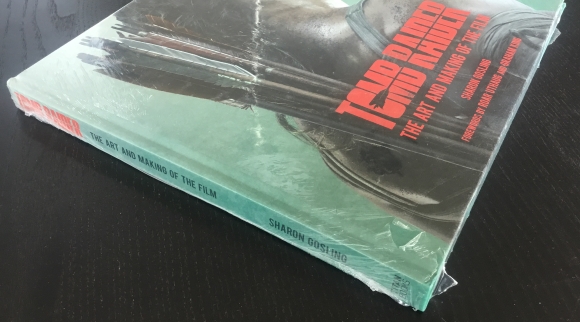 TOMB RAIDER
THE ART AND MAKING OF THE FILM
SHARON GOSLING
THE ART AND MAKING OF THE FILM
SHARON GOSLING